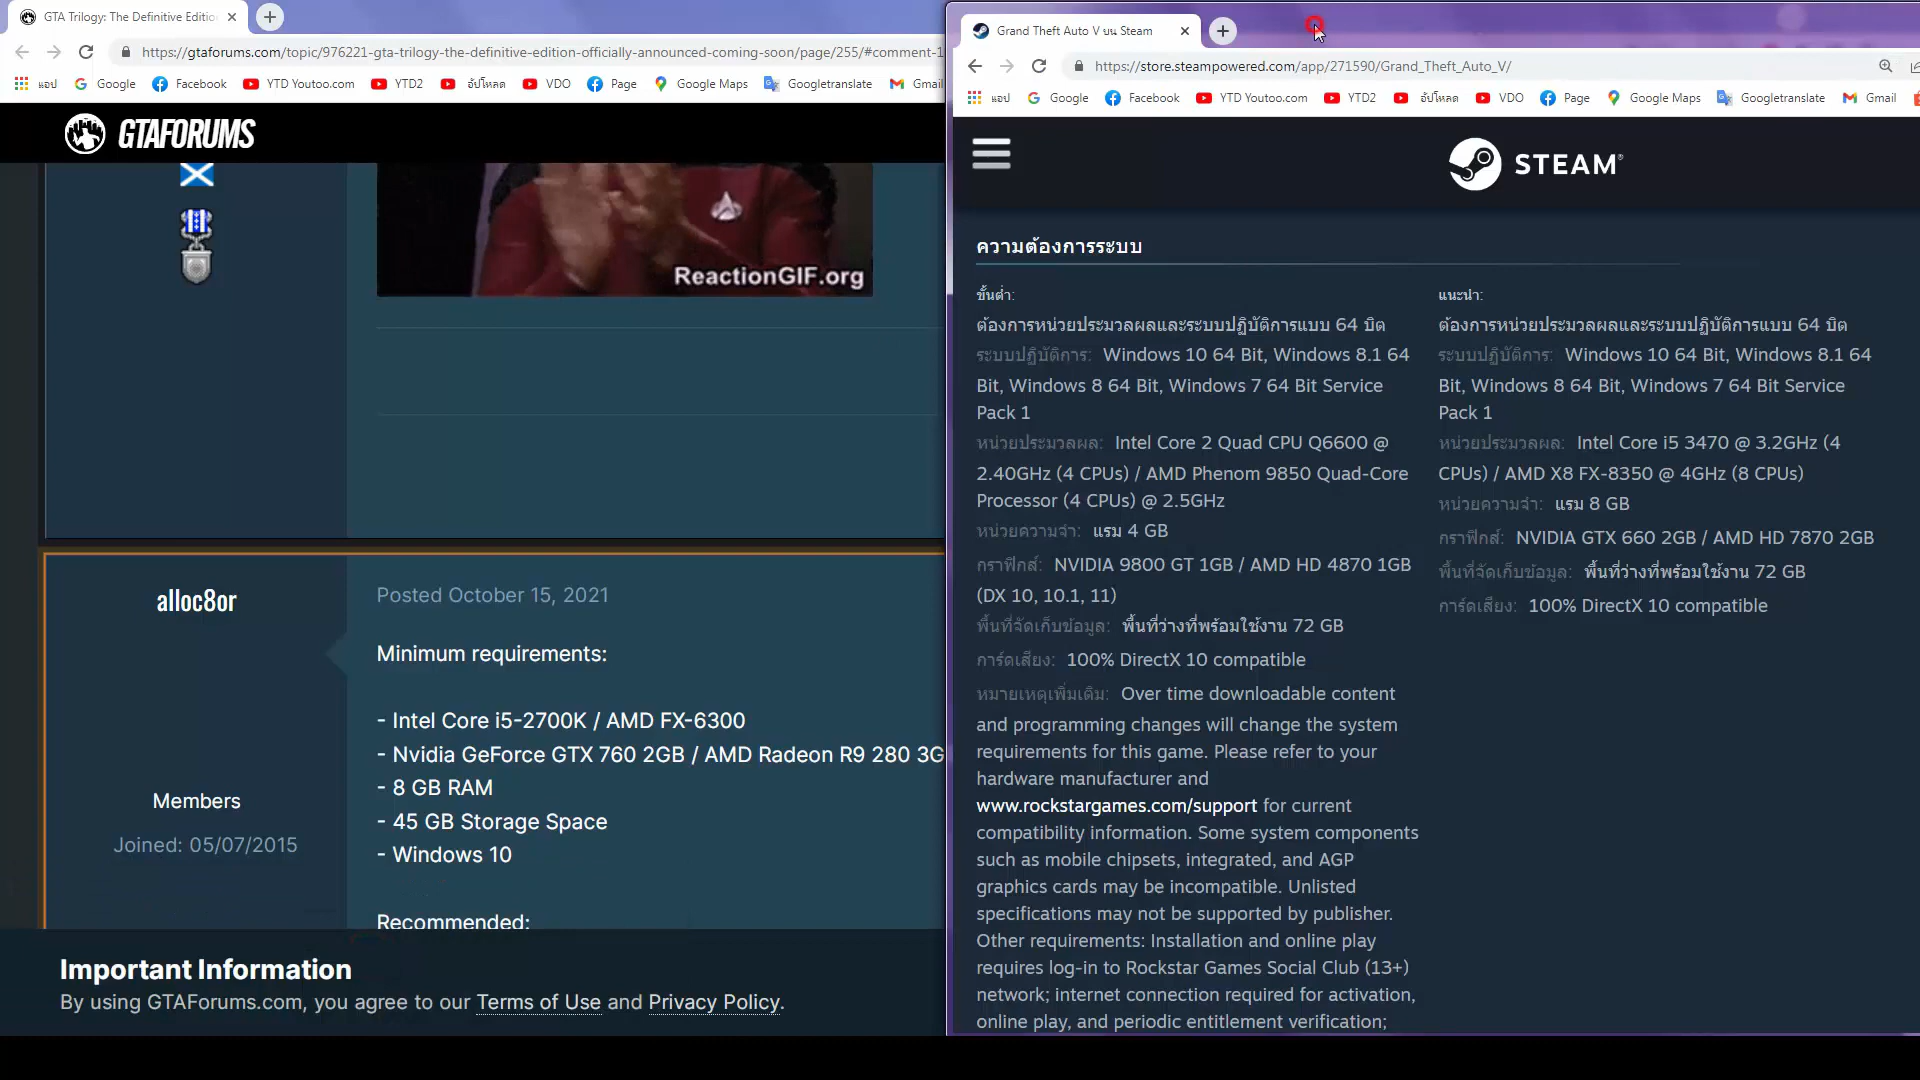 GTA Trilogy: The Definitive Editio
https://gtaforums.com/topic/976221-gta-trilogy-the-definitive-edition-officially-announced-coming-soon/page/255/#comment-1
แอป Google Facebook YTD Youtoo.com YTD2 อัปโหลด VDO Page Google Maps Googletranslate Gmail
GTAFORUMS
ReactionGIF.org
alloc8or
Members
Joined: 05/07/2015
Posted October 15, 2021
Minimum requirements:
- Intel Core i5-2700K / AMD FX-6300
- Nvidia GeForce GTX 760 2GB / AMD Radeon R9 280 3G
- 8 GB RAM
- 45 GB Storage Space
- Windows 10
Recommended:
Important Information
By using GTAForums.com, you agree to our Terms of Use and Privacy Policy.
Grand Theft Auto V บน Steam
https://store.steampowered.com/app/271590/Grand_Theft_Auto_V/
แอป Google Facebook YTD Youtoo.com YTD2 อัปโหลด VDO Page Google Maps Googletranslate Gmail
STEAM
ความต้องการระบบ
ขั้นต่ำ:
ต้องการหน่วยประมวลผลและระบบปฏิบัติการแบบ 64 บิต
ระบบปฏิบัติการ: Windows 10 64 Bit, Windows 8.1 64
Bit, Windows 8 64 Bit, Windows 7 64 Bit Service
Pack 1
หน่วยประมวลผล: Intel Core 2 Quad CPU Q6600 @
2.40GHz (4 CPUs) / AMD Phenom 9850 Quad-Core
Processor (4 CPUs) @ 2.5GHz
หน่วยความจำ: แรม 4 GB
กราฟิกส์: NVIDIA 9800 GT 1GB / AMD HD 4870 1GB
(DX 10, 10.1, 11)
พื้นที่จัดเก็บข้อมูล: พื้นที่ว่างที่พร้อมใช้งาน 72 GB
การ์ดเสียง: 100% DirectX 10 compatible
หมายเหตุเพิ่มเติม: Over time downloadable content
and programming changes will change the system
requirements for this game. Please refer to your
hardware manufacturer and
www.rockstargames.com/support for current
compatibility information. Some system components
such as mobile chipsets, integrated, and AGP
graphics cards may be incompatible. Unlisted
specifications may not be supported by publisher.
Other requirements: Installation and online play
requires log-in to Rockstar Games Social Club (13+)
network; internet connection required for activation,
online play, and periodic entitlement verification;
แนะนำ:
ต้องการหน่วยประมวลผลและระบบปฏิบัติการแบบ 64 บิต
ระบบปฏิบัติการ: Windows 10 64 Bit, Windows 8.1 64
Bit, Windows 8 64 Bit, Windows 7 64 Bit Service
Pack 1
หน่วยประมวลผล: Intel Core i5 3470 @ 3.2GHz (4
CPUs) / AMD X8 FX-8350 @ 4GHz (8 CPUs)
หน่วยความจำ: แรม 8 GB
กราฟิกส์: NVIDIA GTX 660 2GB / AMD HD 7870 2GB
พื้นที่จัดเก็บข้อมูล: พื้นที่ว่างที่พร้อมใช้งาน 72 GB
การ์ดเสียง: 100% DirectX 10 compatible